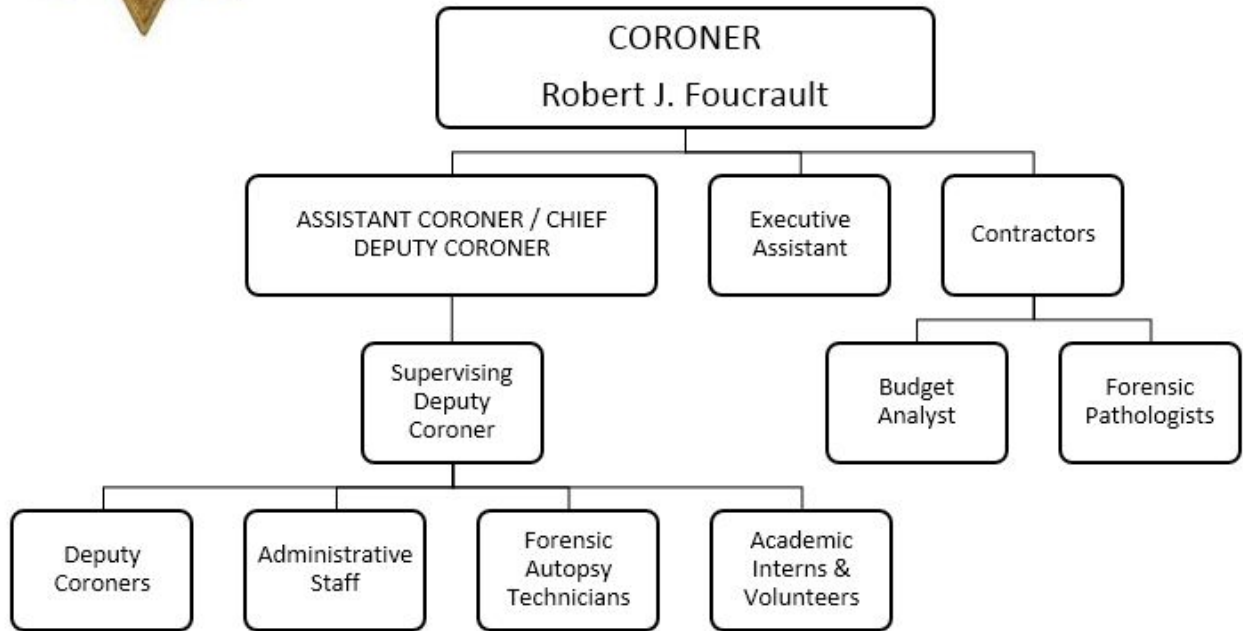 CORONER
Robert J. Foucrault
ASSISTANT CORONER / CHIEF
DEPUTY CORONER
Executive
Assistant
Contractors
Supervising
Deputy
Coroner
Budget
Analyst
Forensic
Pathologists
Deputy
Coroners
Administrative
Staff
Forensic
Autopsy
Technicians
Academic
Interns &
Volunteers